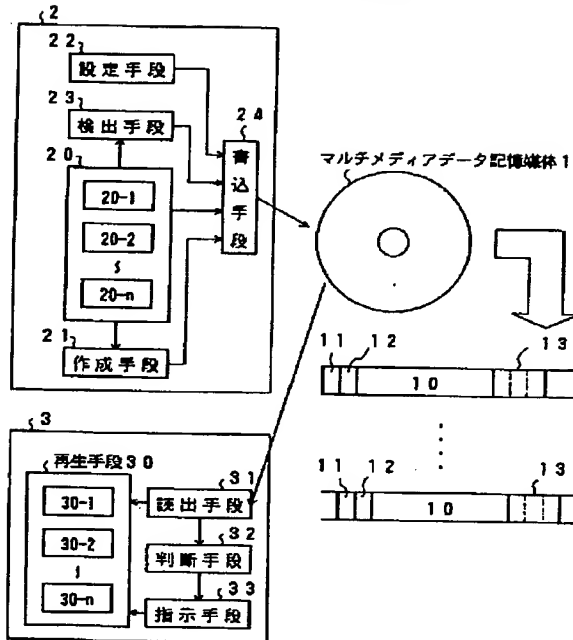 2
22
設定手段
23
検出手段
24
書込手段
20
20-1
20-2
20-n
21
作成手段
マルチメディアデータ記憶媒体1
11 12
10
13
11 12
10
13
3
再生手段30
30-1
30-2
30-n
31
読出手段
32
判断手段
33
指示手段